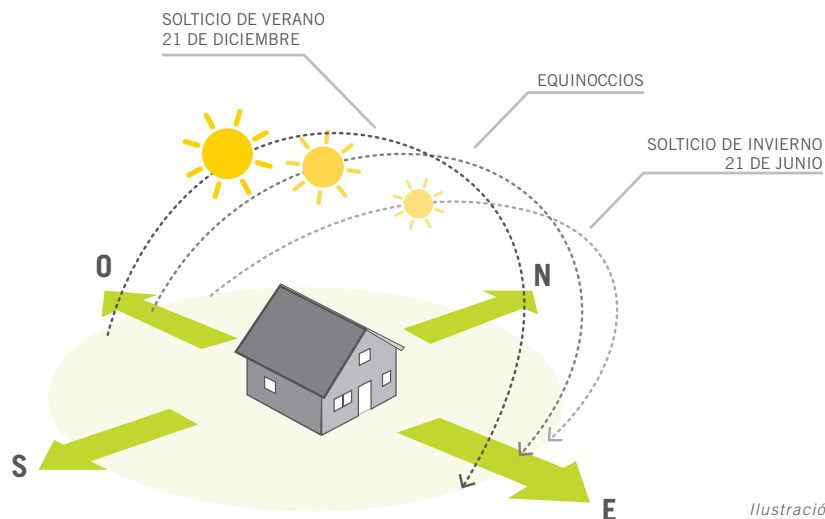 SOLTICIO DE VERANO
21 DE DICIEMBRE
EQUINOCCIOS
SOLTICIO DE INVIERNO
21 DE JUNIO
O
N
S
E
Ilustració